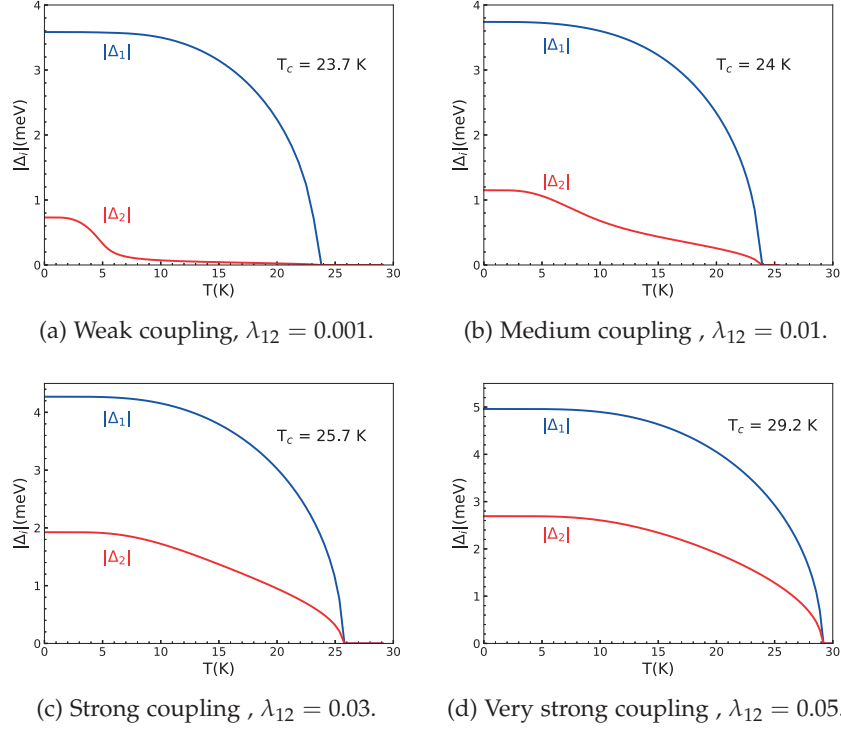 4
3
2
1
0
0 5 10 15 20 25 30
|Δ₁|
T_c = 23.7 K
|Δ₂|
|Δᵢ|(meV)
T(K)
(a) Weak coupling, λ₁₂ = 0.001.
4
3
2
1
0
0 5 10 15 20 25 30
|Δ₁|
T_c = 24 K
|Δ₂|
|Δᵢ|(meV)
T(K)
(b) Medium coupling , λ₁₂ = 0.01.
4
3
2
1
0
0 5 10 15 20 25 30
|Δ₁|
T_c = 25.7 K
|Δ₂|
|Δᵢ|(meV)
T(K)
(c) Strong coupling , λ₁₂ = 0.03.
5
4
3
2
1
0
0 5 10 15 20 25 30
|Δ₁|
T_c = 29.2 K
|Δ₂|
|Δᵢ|(meV)
T(K)
(d) Very strong coupling , λ₁₂ = 0.05.